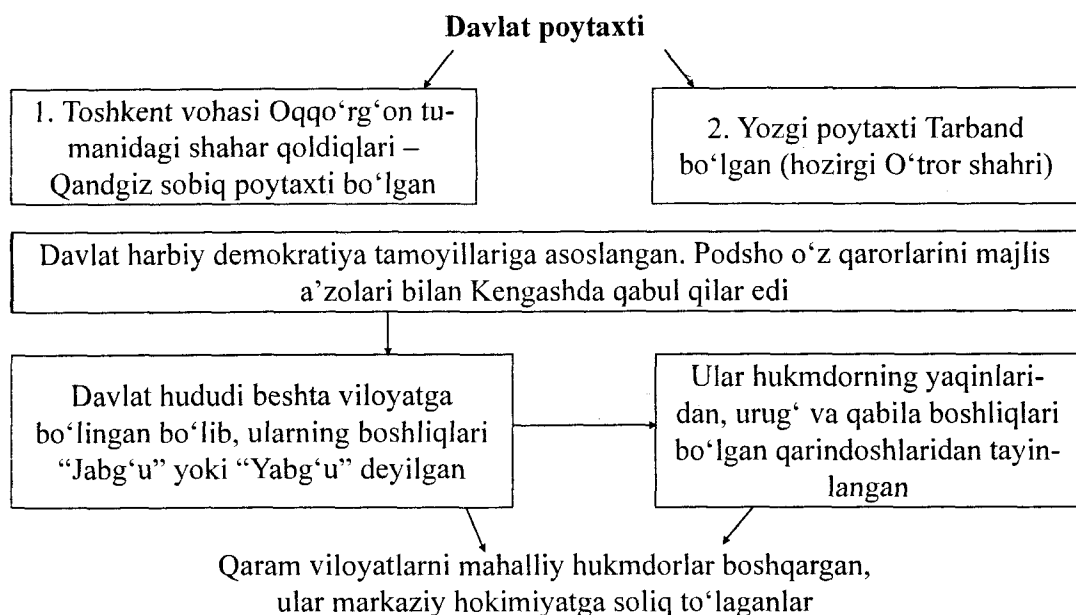 Davlat poytaxti
1. Toshkent vohasi Oqqo‘rg‘on tu-
manidagi shahar qoldiqlari –
Qandgiz sobiq poytaxti bo‘lgan
2. Yozgi poytaxti Tarband
bo‘lgan (hozirgi O‘tror shahri)
Davlat harbiy demokratiya tamoyillariga asoslangan. Podsho o‘z qarorlarini majlis
a’zolari bilan Kengashda qabul qilar edi
Davlat hududi beshta viloyatga
bo‘lingan bo‘lib, ularning boshliqlari
“Jabg‘u” yoki “Yabg‘u” deyilgan
Ular hukmdorning yaqinlari-
dan, urug‘ va qabila boshliqlari
bo‘lgan qarindoshlaridan tayin-
langan
Qaram viloyatlarni mahalliy hukmdorlar boshqargan,
ular markaziy hokimiyatga soliq to‘laganlar